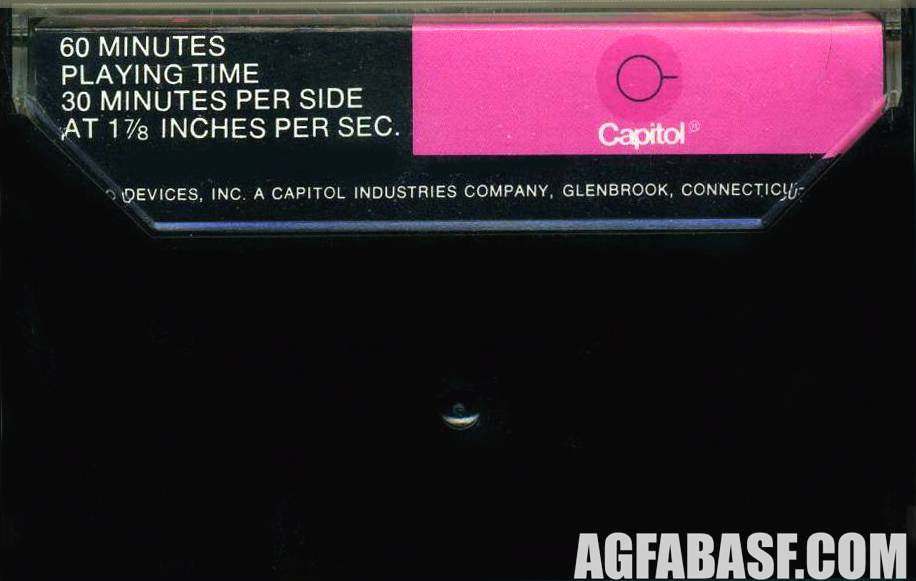 60 MINUTES
PLAYING TIME
30 MINUTES PER SIDE
AT 1⅞ INCHES PER SEC.
Capitol®
DEVICES, INC. A CAPITOL INDUSTRIES COMPANY, GLENBROOK, CONNECTICUT
AGFABASF.COM